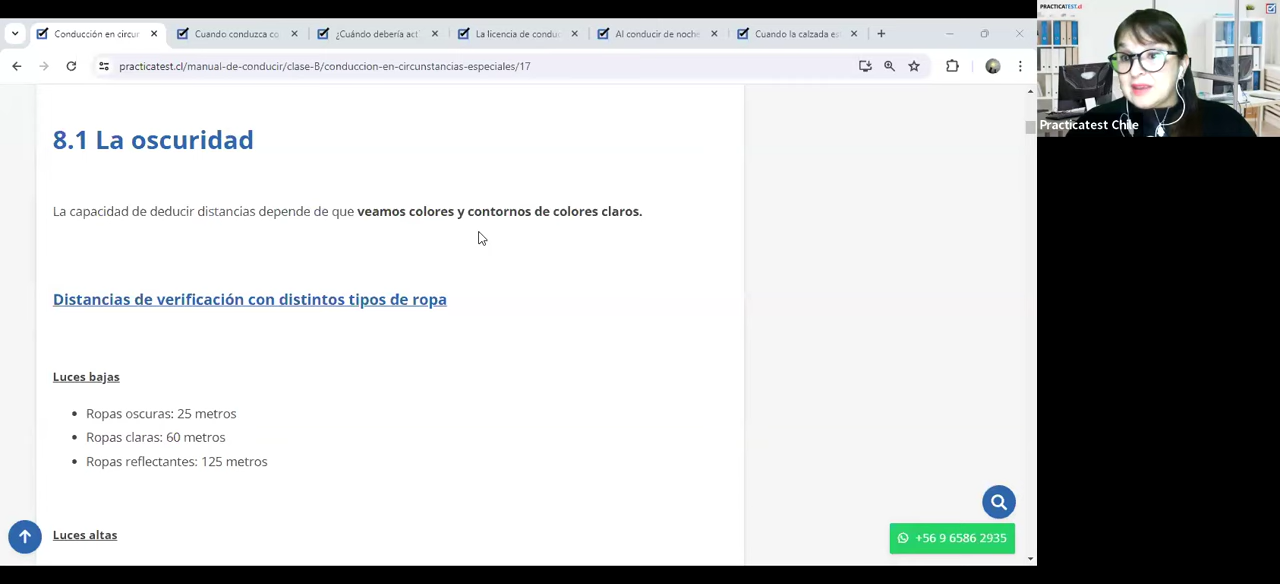 Conducción en circur
Cuando conduzca co
¿Cuándo debería act
La licencia de conduc
Al conducir de noche
Cuando la calzada es
practicatest.cl/manual-de-conducir/clase-B/conduccion-en-circunstancias-especiales/17
PRACTICATEST.cl
Practicatest Chile
8.1 La oscuridad
La capacidad de deducir distancias depende de que veamos colores y contornos de colores claros.
Distancias de verificación con distintos tipos de ropa
Luces bajas
• Ropas oscuras: 25 metros
• Ropas claras: 60 metros
• Ropas reflectantes: 125 metros
Luces altas
+56 9 6586 2935